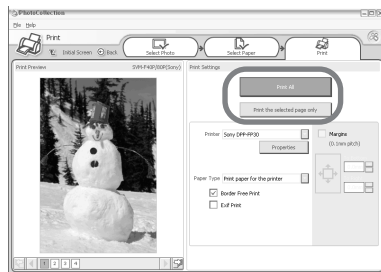 PhotoCollection
File Help
Print
Initial Screen Back
Select Photo
Select Paper
Print
Print Preview
SVM-F40P/80P(Sony)
Print Settings
Print All
Print the selected page only
Printer Sony DPP-FP30
Margins
(0.1mm pitch)
Properties
Paper Type Print paper for the printer
Border Free Print
Exif Print
1 2 3 4